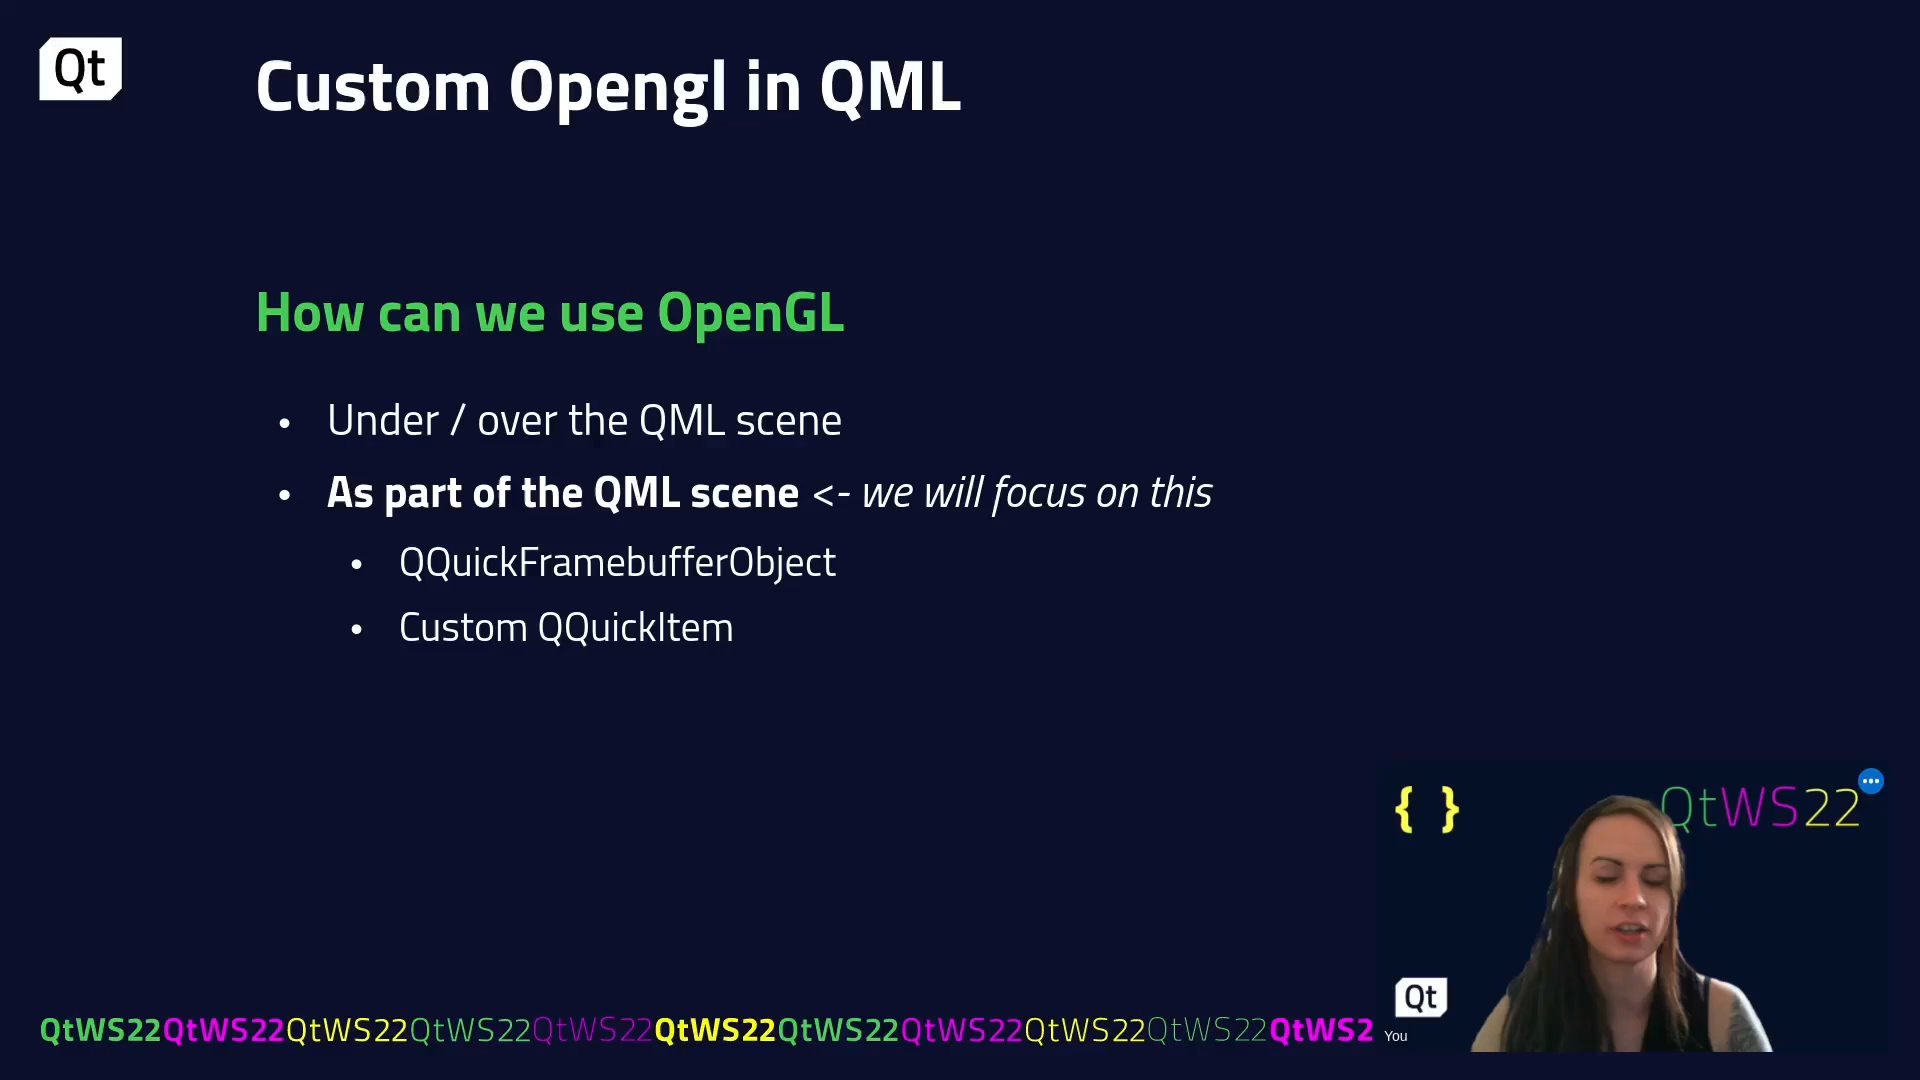 Qt
Custom Opengl in QML
How can we use OpenGL
• Under / over the QML scene
• As part of the QML scene <- we will focus on this
• QQuickFramebufferObject
• Custom QQuickItem
{ } QtWS22
Qt
You
QtWS22QtWS22QtWS22QtWS22QtWS22QtWS22QtWS22QtWS22QtWS22QtWS22QtWS2